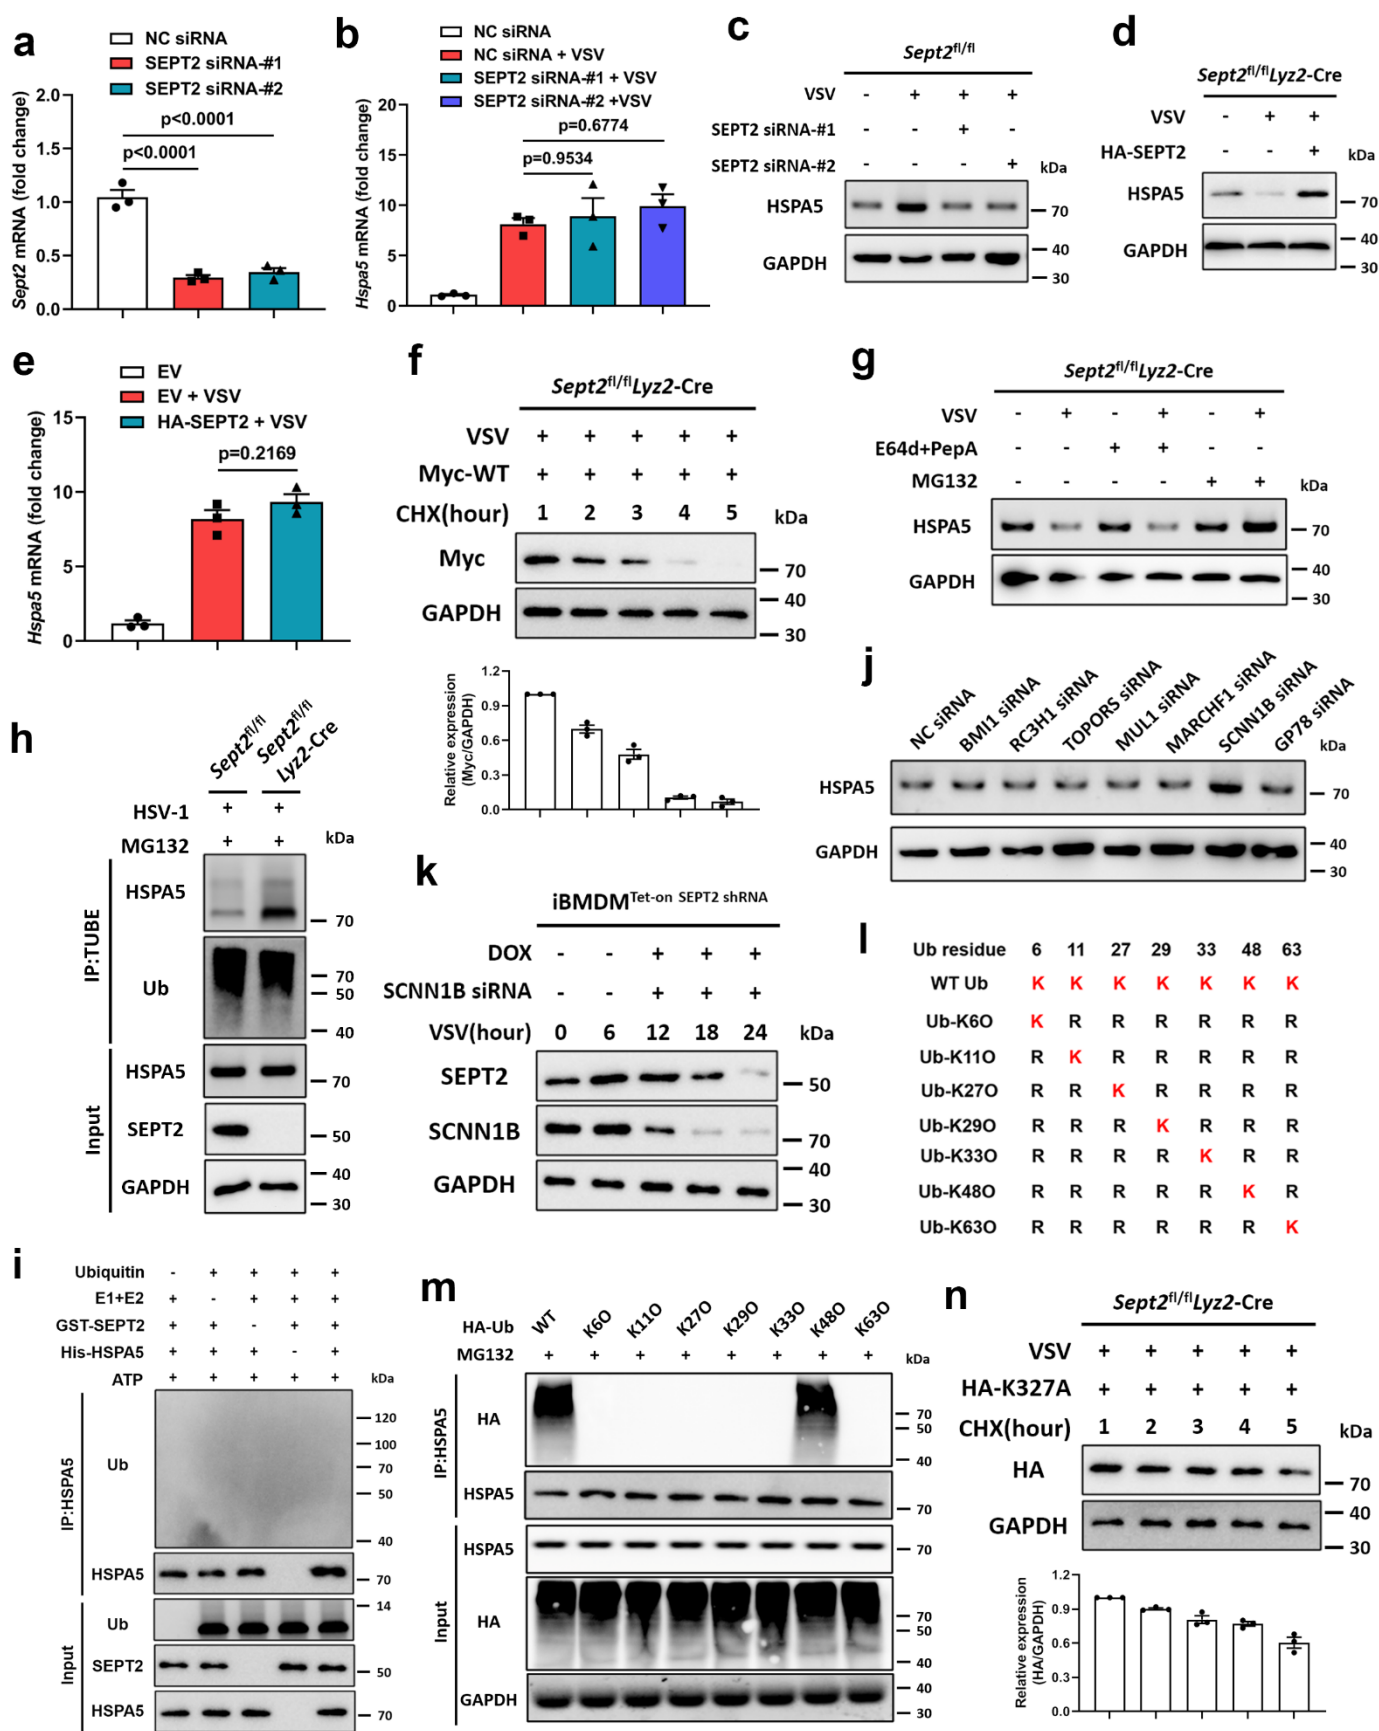 a
NC siRNA
SEPT2 siRNA-#1
SEPT2 siRNA-#2
Sept2 mRNA (fold change)
2.0
1.5
1.0
0.5
0.0
p<0.0001
p<0.0001
b
NC siRNA
NC siRNA + VSV
SEPT2 siRNA-#1 + VSV
SEPT2 siRNA-#2 +VSV
Hspa5 mRNA (fold change)
20
15
10
5
0
p=0.6774
p=0.9534
c
Sept2fl/fl
VSV - + + +
SEPT2 siRNA-#1 - - + -
SEPT2 siRNA-#2 - - - + kDa
HSPA5 70
GAPDH 40
30
d
Sept2fl/flLyz2-Cre
VSV - + +
HA-SEPT2 - - + kDa
HSPA5 70
GAPDH 40
30
e
EV
EV + VSV
HA-SEPT2 + VSV
Hspa5 mRNA (fold change)
15
10
5
0
p=0.2169
f
Sept2fl/flLyz2-Cre
VSV + + + + +
Myc-WT + + + + +
CHX(hour) 1 2 3 4 5 kDa
Myc 70
GAPDH 40
30
Relative expression
(Myc/GAPDH)
1.2
0.9
0.6
0.3
0.0
g
Sept2fl/flLyz2-Cre
VSV - + - + - +
E64d+PepA - - + + - -
MG132 - - - - + + kDa
HSPA5 70
GAPDH 40
30
h
Sept2fl/fl
Sept2fl/fl
Lyz2-Cre
HSV-1 + +
MG132 + + kDa
IP:TUBE
HSPA5 70
Ub 70
50
40
Input
HSPA5 70
SEPT2 50
GAPDH 40
30
j
NC siRNA
BMI1 siRNA
RC3H1 siRNA
TOPORS siRNA
MUL1 siRNA
MARCHF1 siRNA
SCNN1B siRNA
GP78 siRNA
kDa
HSPA5 70
GAPDH 40
30
k
iBMDMTet-on SEPT2 shRNA
DOX - - + + +
SCNN1B siRNA - - + + +
VSV(hour) 0 6 12 18 24 kDa
SEPT2 50
SCNN1B 70
GAPDH 40
30
l
Ub residue 6 11 27 29 33 48 63
WT Ub K K K K K K K
Ub-K6O K R R R R R R
Ub-K11O R K R R R R R
Ub-K27O R R K R R R R
Ub-K29O R R R K R R R
Ub-K33O R R R R K R R
Ub-K48O R R R R R K R
Ub-K63O R R R R R R K
i
Ubiquitin - + + + +
E1+E2 + - + + +
GST-SEPT2 + + - + +
His-HSPA5 + + + - +
ATP + + + + + kDa
IP:HSPA5
Ub 120
100
70
50
40
HSPA5 70
Input
Ub 14
SEPT2 50
HSPA5 70
m
HA-Ub WT K6O K11O K27O K29O K33O K48O K63O
MG132 + + + + + + + + kDa
IP:HSPA5
HA 70
50
40
HSPA5 70
Input
HSPA5 70
HA 70
50
40
GAPDH 40
30
n
Sept2fl/flLyz2-Cre
VSV + + + + +
HA-K327A + + + + +
CHX(hour) 1 2 3 4 5 kDa
HA 70
GAPDH 40
30
Relative expression
(HA/GAPDH)
1.2
0.9
0.6
0.3
0.0